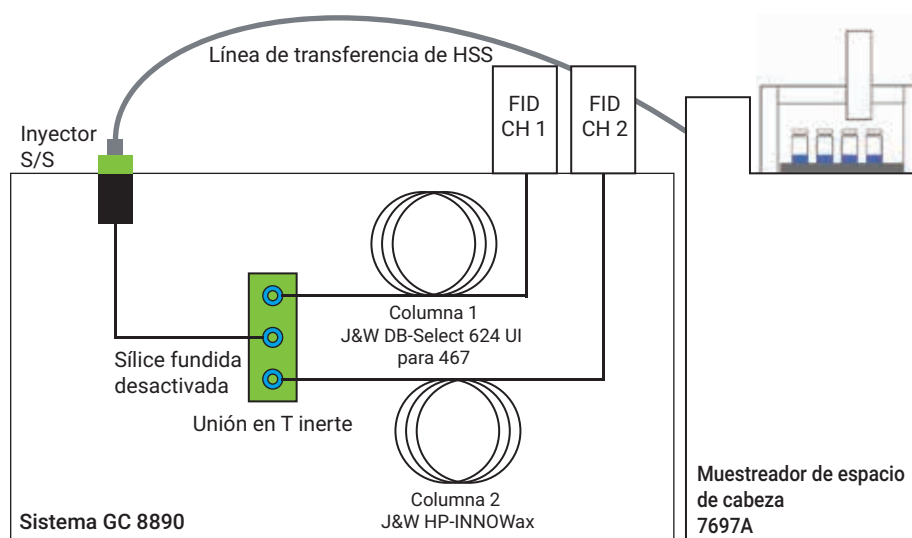 Línea de transferencia de HSS
FID
CH 1
FID
CH 2
Inyector
S/S
Columna 1
J&W DB-Select 624 UI
para 467
Sílice fundida
desactivada
Unión en T inerte
Columna 2
J&W HP-INNOWax
Sistema GC 8890
Muestreador de espacio
de cabeza
7697A